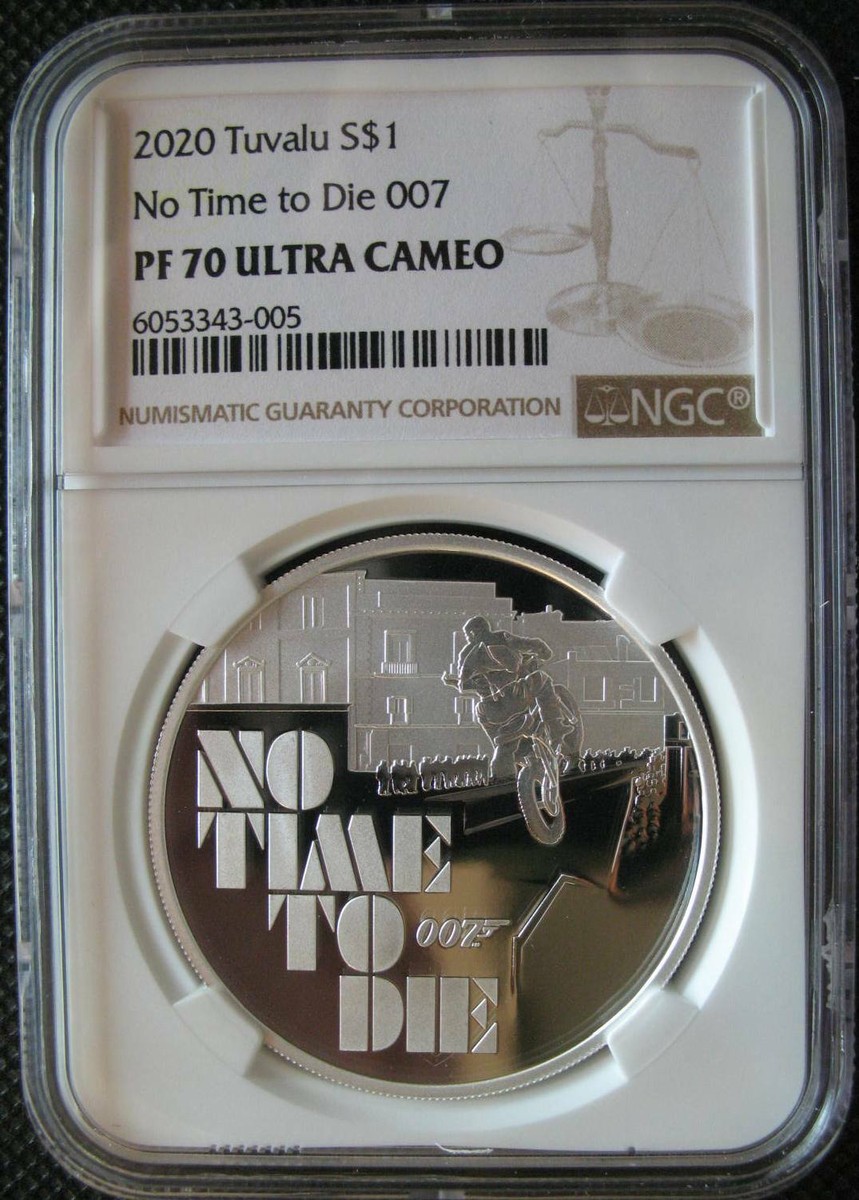 2020 Tuvalu S$1
No Time to Die 007
PF 70 ULTRA CAMEO
6053343-005
NUMISMATIC GUARANTY CORPORATION
NGC®
NO
TIME
TO
007
DIE